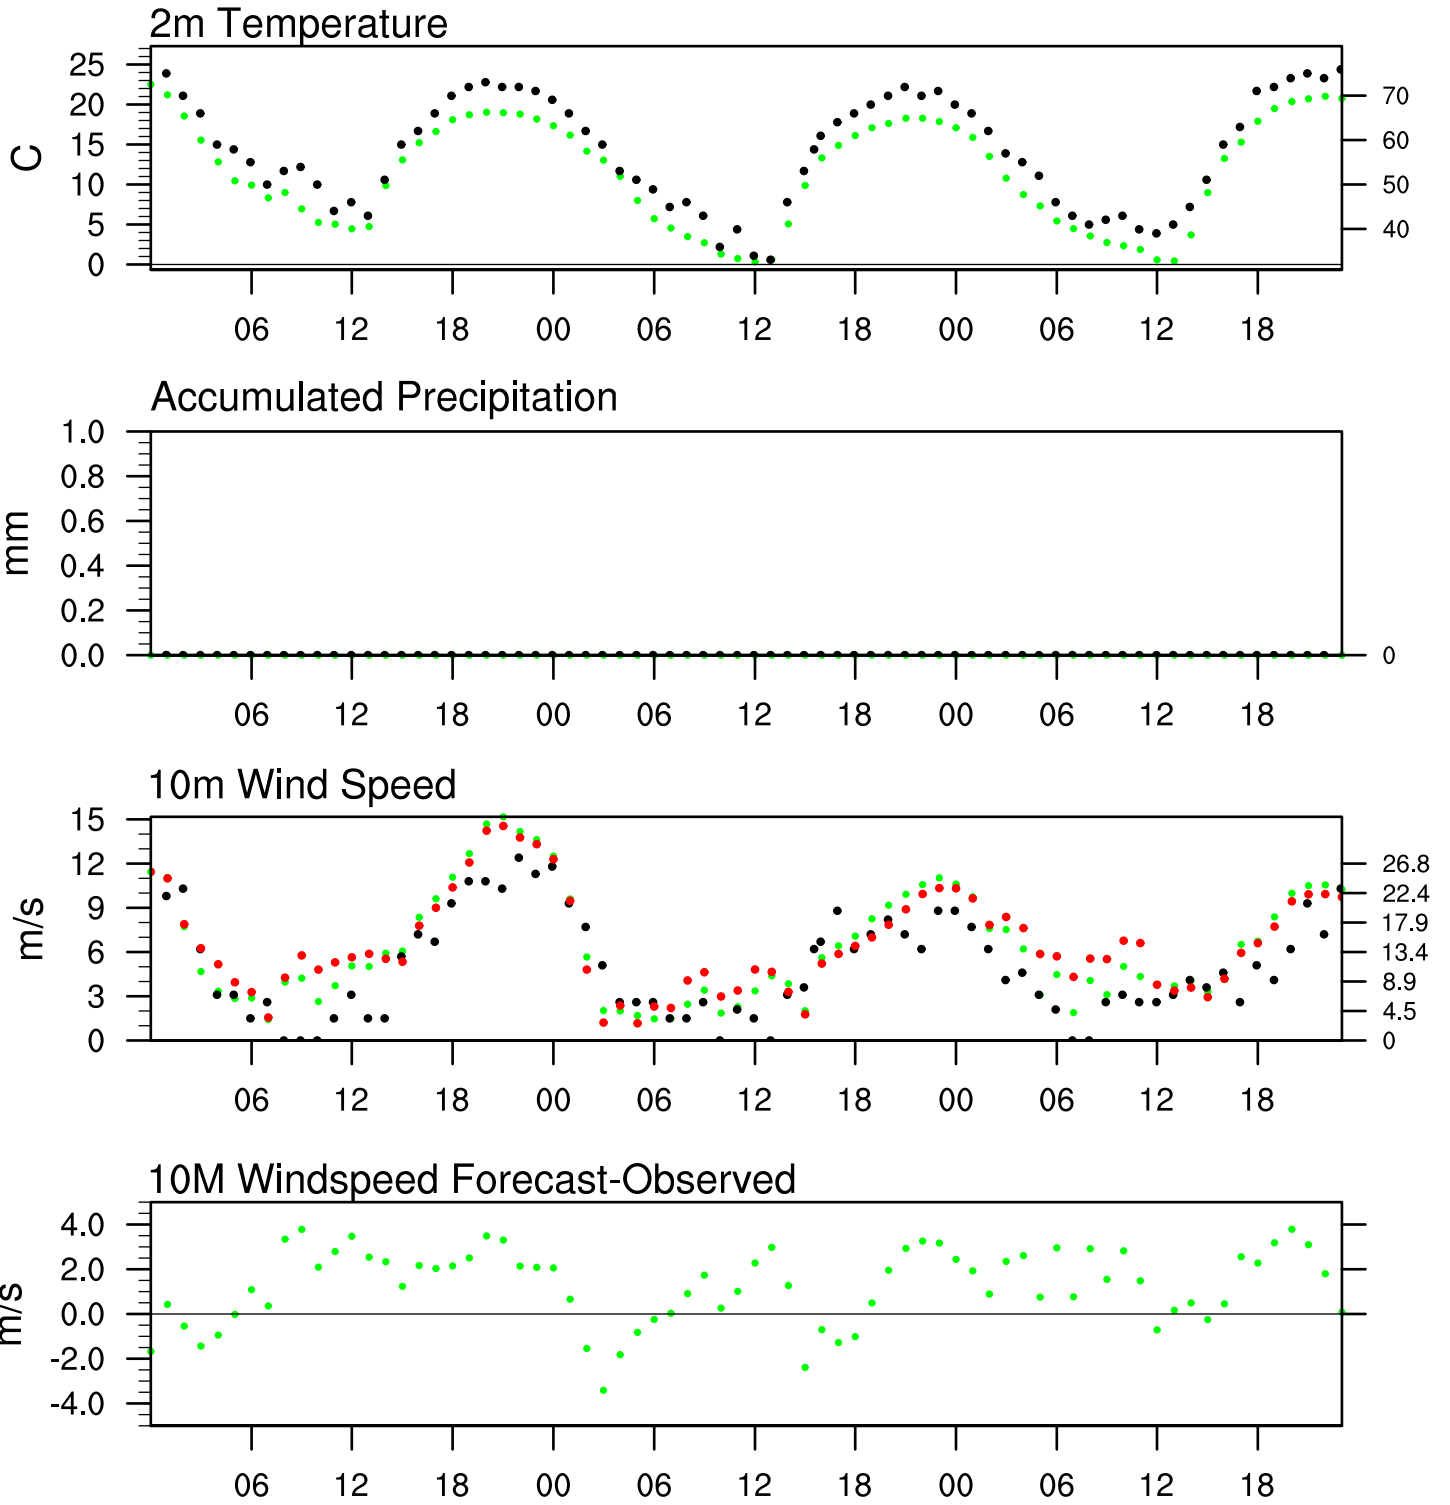 2m Temperature
25
20
15
10
5
0
C
70
60
50
40
06 12 18 00 06 12 18 00 06 12 18
Accumulated Precipitation
1.0
0.8
0.6
0.4
0.2
0.0
mm
0
06 12 18 00 06 12 18 00 06 12 18
10m Wind Speed
15
12
9
6
3
0
m/s
26.8
22.4
17.9
13.4
8.9
4.5
0
06 12 18 00 06 12 18 00 06 12 18
10M Windspeed Forecast-Observed
4.0
2.0
0.0
-2.0
-4.0
m/s
06 12 18 00 06 12 18 00 06 12 18